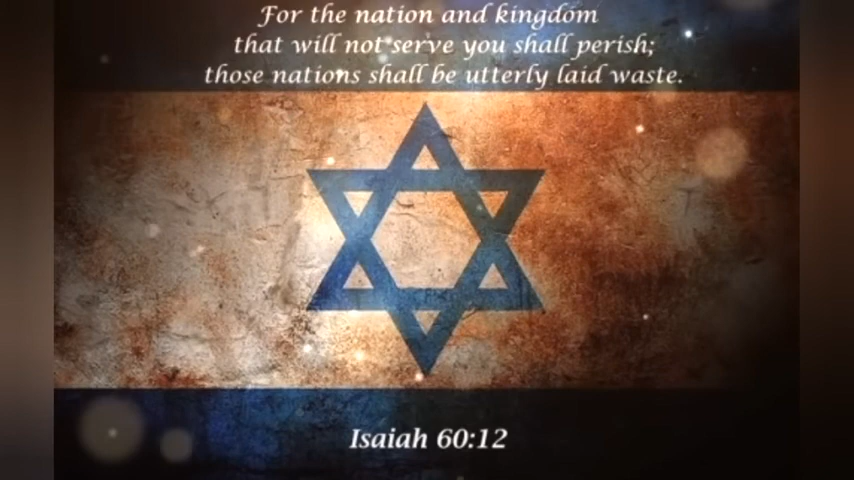 For the nation and kingdom
that will not serve you shall perish;
those nations shall be utterly laid waste.
Isaiah 60:12